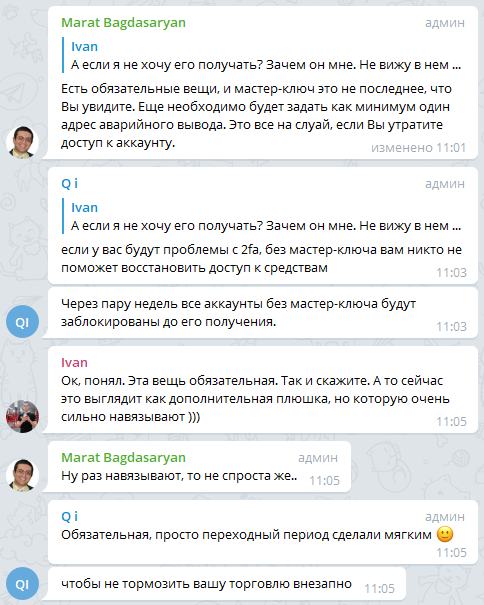 Marat Bagdasaryan админ
Ivan
А если я не хочу его получать? Зачем он мне. Не вижу в нем ...
Есть обязательные вещи, и мастер-ключ это не последнее, что
Вы увидите. Еще необходимо будет задать как минимум один
адрес аварийного вывода. Это все на слуай, если Вы утратите
доступ к аккаунту.
изменено 11:01
Q i админ
Ivan
А если я не хочу его получать? Зачем он мне. Не вижу в нем ...
если у вас будут проблемы с 2fa, без мастер-ключа вам никто не
поможет восстановить доступ к средствам
11:03
Через пару недель все аккаунты без мастер-ключа будут
заблокированы до его получения.
QI
11:03
Ivan
Ок, понял. Эта вещь обязательная. Так и скажите. А то сейчас
это выглядит как дополнительная плюшка, но которую очень
сильно навязывают )))
11:05
Marat Bagdasaryan админ
Ну раз навязывают, то не спроста же.. 11:05
Q i админ
Обязательная, просто переходный период сделали мягким 🙂
11:05
QI
чтобы не тормозить вашу торговлю внезапно 11:05